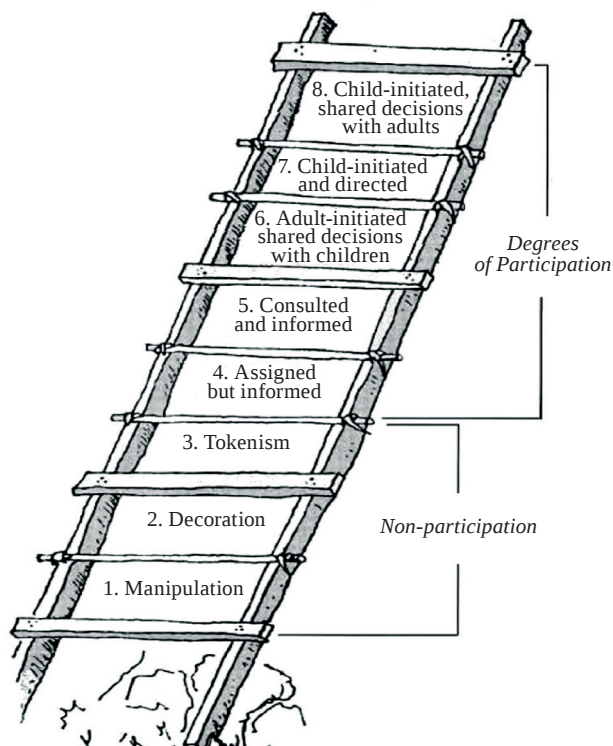 8. Child-initiated,
shared decisions
with adults
7. Child-initiated
and directed
6. Adult-initiated
shared decisions
with children
Degrees
of Participation
5. Consulted
and informed
4. Assigned
but informed
3. Tokenism
2. Decoration
Non-participation
1. Manipulation